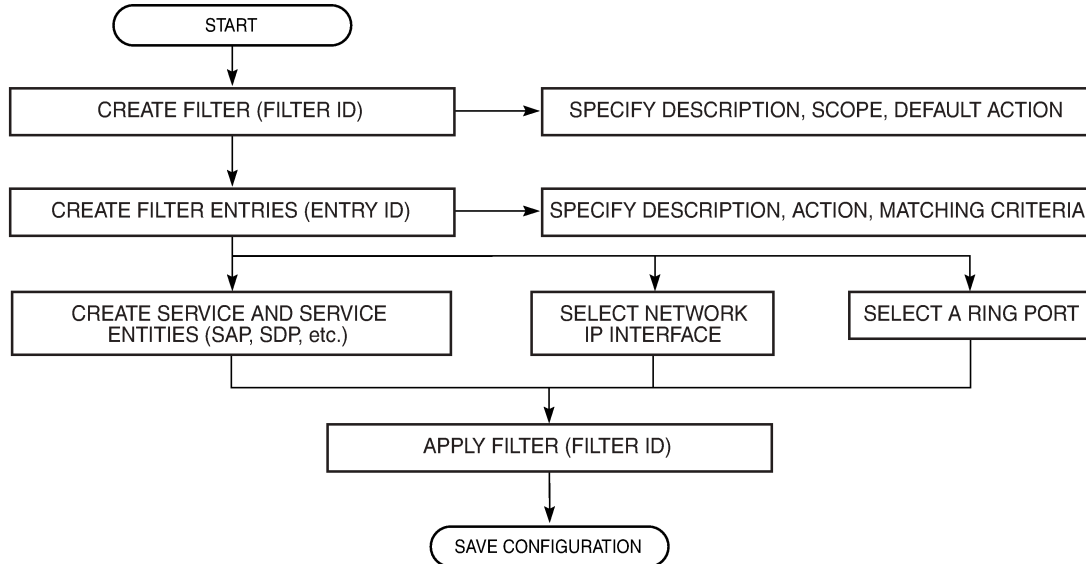 START
CREATE FILTER (FILTER ID)
SPECIFY DESCRIPTION, SCOPE, DEFAULT ACTION
CREATE FILTER ENTRIES (ENTRY ID)
SPECIFY DESCRIPTION, ACTION, MATCHING CRITERIA
CREATE SERVICE AND SERVICE
ENTITIES (SAP, SDP, etc.)
SELECT NETWORK
IP INTERFACE
SELECT A RING PORT
APPLY FILTER (FILTER ID)
SAVE CONFIGURATION